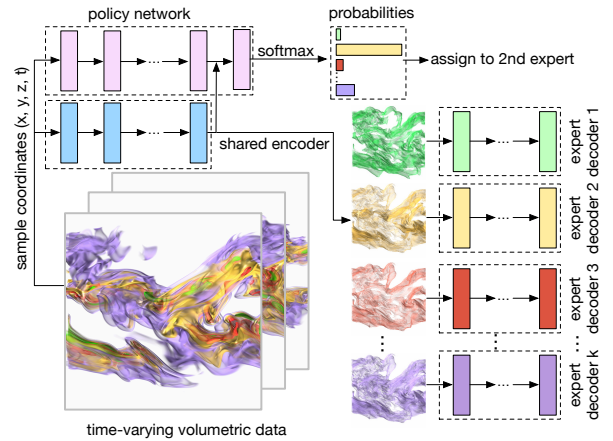 policy network
probabilities
softmax
assign to 2nd expert
sample coordinates (x, y, z, t)
shared encoder
expert
decoder 1
expert
decoder 2
expert
decoder 3
expert
decoder k
time-varying volumetric data